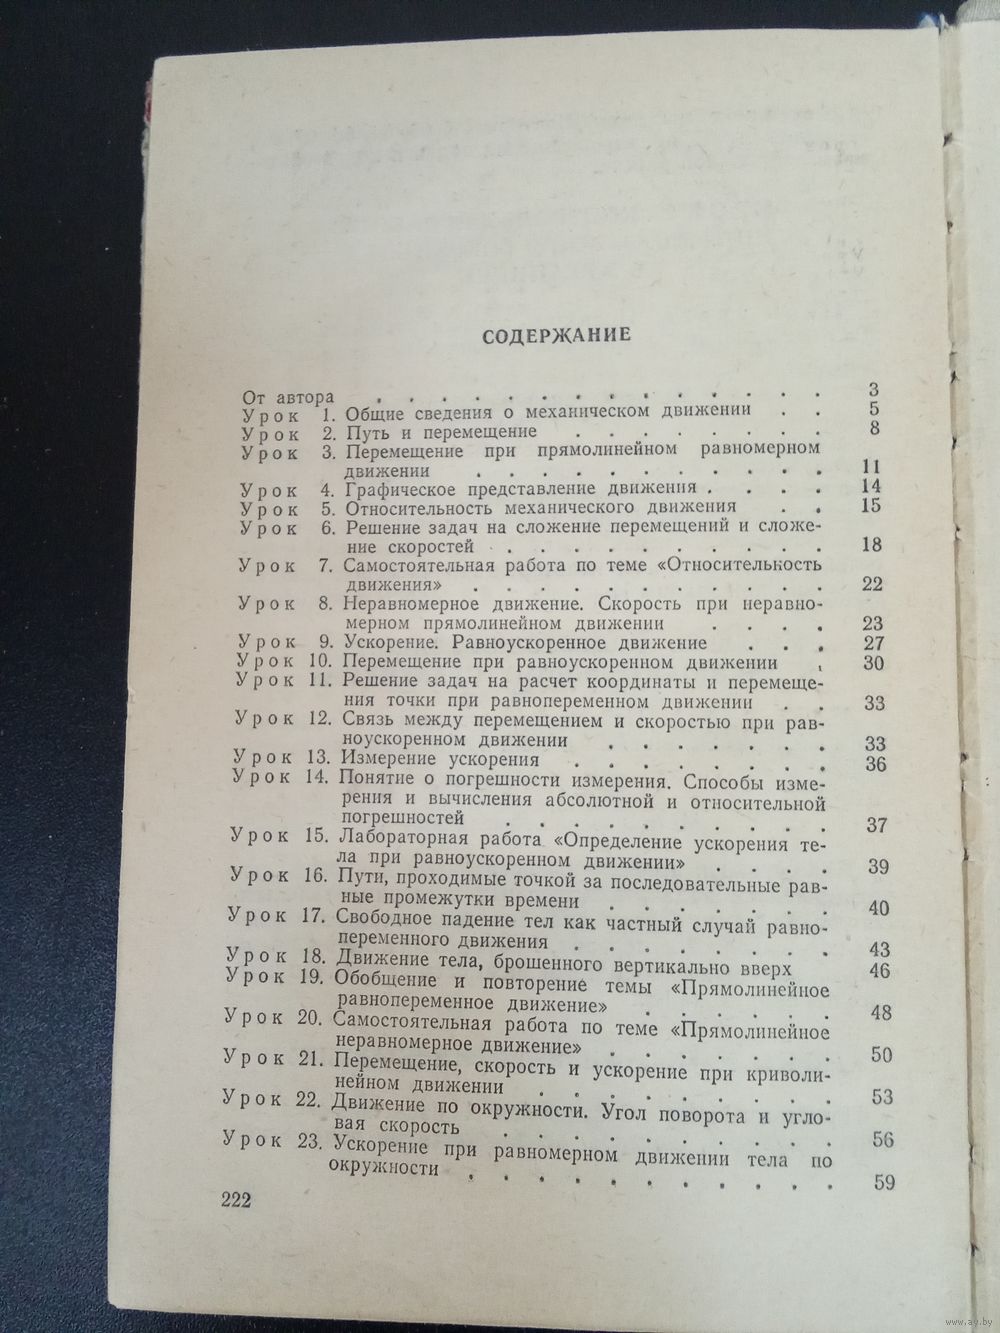 СОДЕРЖАНИЕ
От автора . . . . . . . . . . . . . . 3
Урок 1. Общие сведения о механическом движении . . 5
Урок 2. Путь и перемещение . . . . . . . . 8
Урок 3. Перемещение при прямолинейном равномерном
движении . . . . . . . . . . . 11
Урок 4. Графическое представление движения . . . . 14
Урок 5. Относительность механического движения . . 15
Урок 6. Решение задач на сложение перемещений и сложе-
ние скоростей . . . . . . . . . . 18
Урок 7. Самостоятельная работа по теме «Относительность
движения» . . . . . . . . . . . 22
Урок 8. Неравномерное движение. Скорость при неравно-
мерном прямолинейном движении . . . . 23
Урок 9. Ускорение. Равноускоренное движение . . . 27
Урок 10. Перемещение при равноускоренном движении . 30
Урок 11. Решение задач на расчет координаты и перемеще-
ния точки при равнопеременном движении . . 33
Урок 12. Связь между перемещением и скоростью при рав-
ноускоренном движении . . . . . . . 33
Урок 13. Измерение ускорения . . . . . . . . 36
Урок 14. Понятие о погрешности измерения. Способы изме-
рения и вычисления абсолютной и относительной
погрешностей . . . . . . . . . . 37
Урок 15. Лабораторная работа «Определение ускорения те-
ла при равноускоренном движении» . . . . 39
Урок 16. Пути, проходимые точкой за последовательные рав-
ные промежутки времени . . . . . . . 40
Урок 17. Свободное падение тел как частный случай равно-
переменного движения . . . . . . . . 43
Урок 18. Движение тела, брошенного вертикально вверх 46
Урок 19. Обобщение и повторение темы «Прямолинейное
равнопеременное движение» . . . . . . 48
Урок 20. Самостоятельная работа по теме «Прямолинейное
неравномерное движение» . . . . . . . 50
Урок 21. Перемещение, скорость и ускорение при криволи-
нейном движении . . . . . . . . . 53
Урок 22. Движение по окружности. Угол поворота и угло-
вая скорость . . . . . . . . . . 56
Урок 23. Ускорение при равномерном движении тела по
окружности . . . . . . . . . . . 59
222
www.ay.by